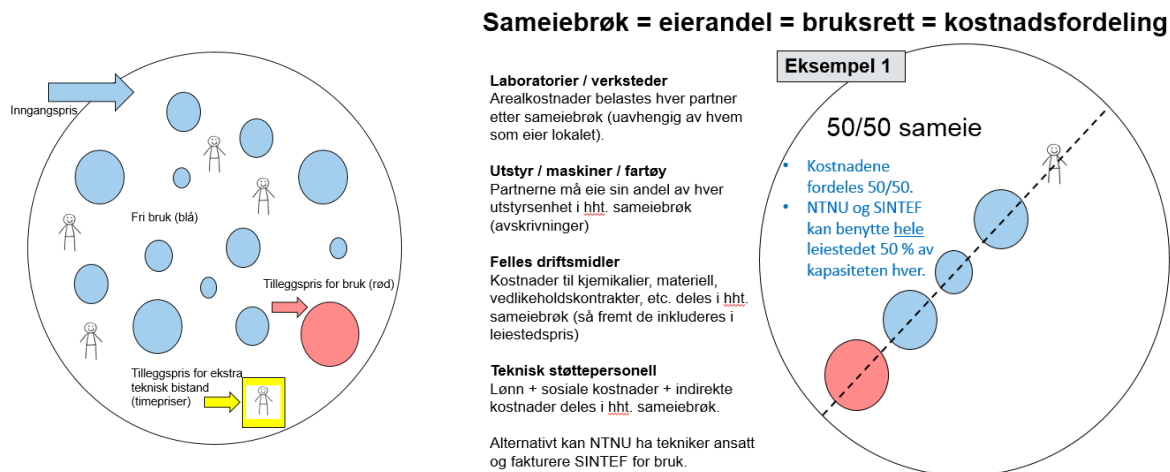 Sameiebrøk = eierandel = bruksrett = kostnadsfordeling
Inngangspris
Fri bruk (blå)
Tilleggspris for bruk (rød)
Tilleggspris for ekstra
teknisk bistand
(timepriser)
Laboratorier / verksteder
Arealkostnader belastes hver partner
etter sameiebrøk (uavhengig av hvem
som eier lokalet).
Utstyr / maskiner / fartøy
Partnerne må eie sin andel av hver
utstyrsenhet i hht. sameiebrøk
(avskrivninger)
Felles driftsmidler
Kostnader til kjemikalier, materiell,
vedlikeholdskontrakter, etc. deles i hht.
sameiebrøk (så fremt de inkluderes i
leiestedspris)
Teknisk støttepersonell
Lønn + sosiale kostnader + indirekte
kostnader deles i hht. sameiebrøk.
Alternativt kan NTNU ha tekniker ansatt
og fakturere SINTEF for bruk.
Eksempel 1
50/50 sameie
• Kostnadene
fordeles 50/50.
• NTNU og SINTEF
kan benytte hele
leiestedet 50 % av
kapasiteten hver.